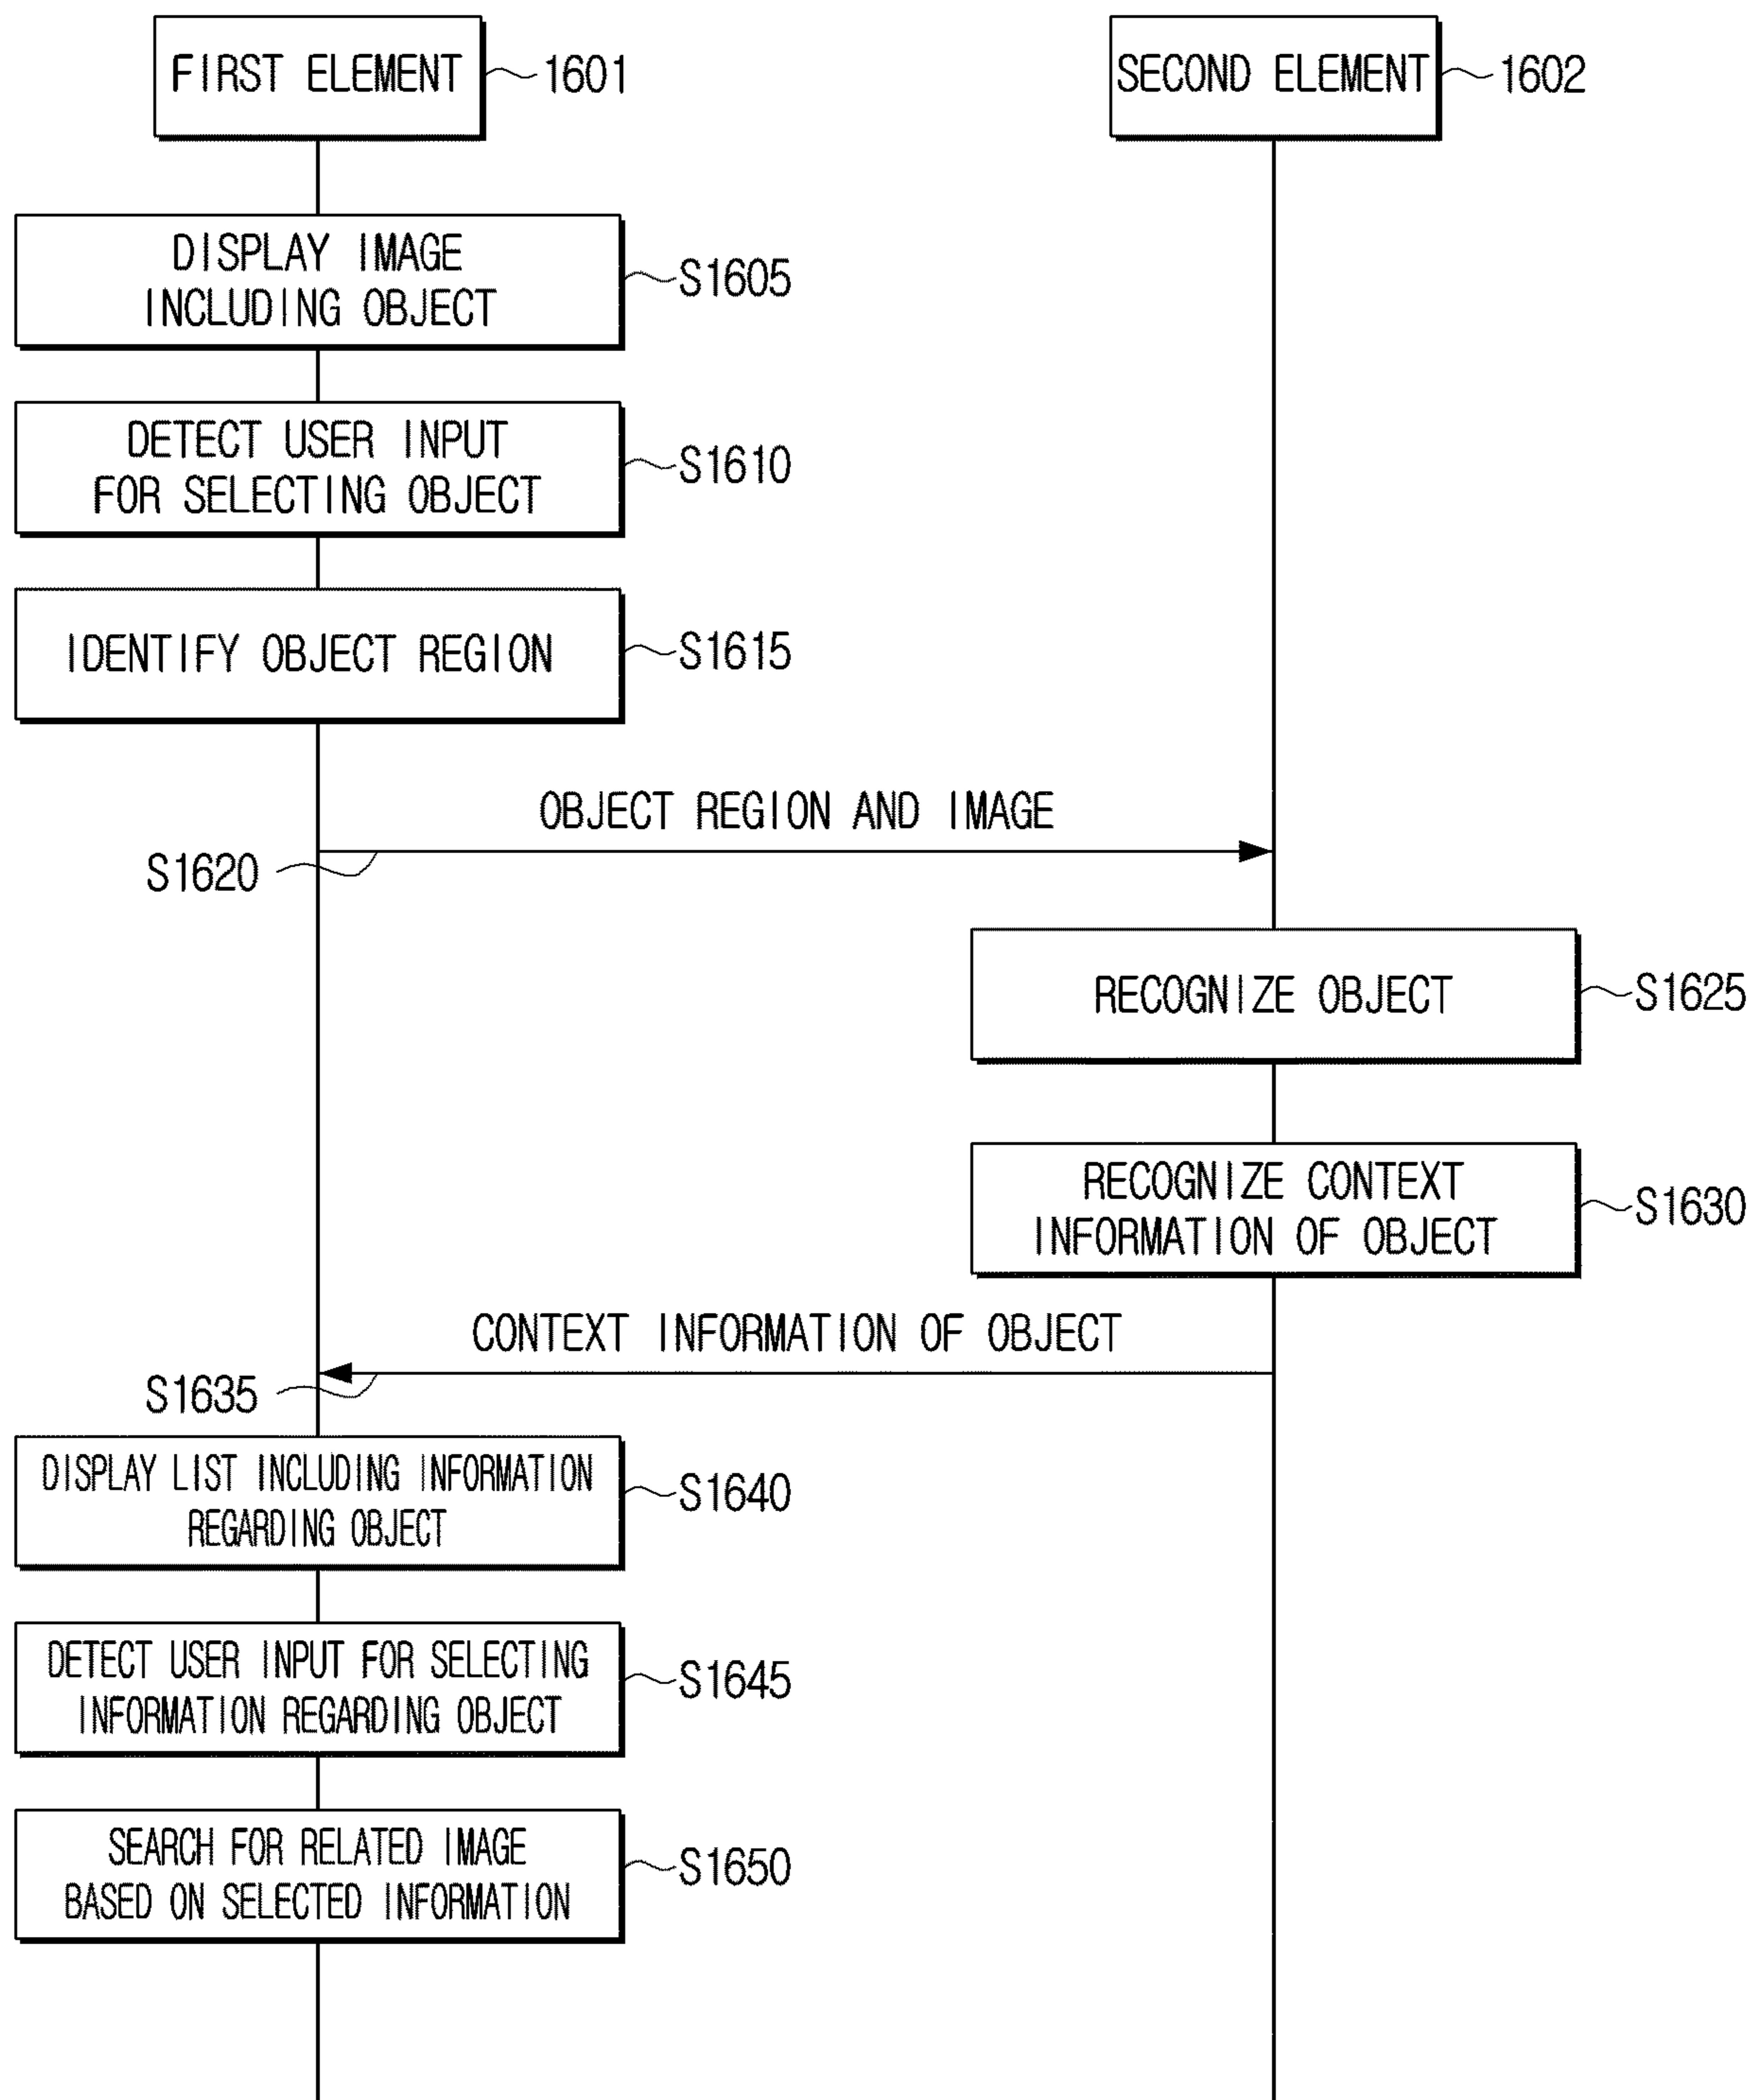 FIRST ELEMENT 1601
SECOND ELEMENT 1602
DISPLAY IMAGE
INCLUDING OBJECT
S1605
DETECT USER INPUT
FOR SELECTING OBJECT
S1610
IDENTIFY OBJECT REGION
S1615
OBJECT REGION AND IMAGE
S1620
RECOGNIZE OBJECT
S1625
RECOGNIZE CONTEXT
INFORMATION OF OBJECT
S1630
CONTEXT INFORMATION OF OBJECT
S1635
DISPLAY LIST INCLUDING INFORMATION
REGARDING OBJECT
S1640
DETECT USER INPUT FOR SELECTING
INFORMATION REGARDING OBJECT
S1645
SEARCH FOR RELATED IMAGE
BASED ON SELECTED INFORMATION
S1650